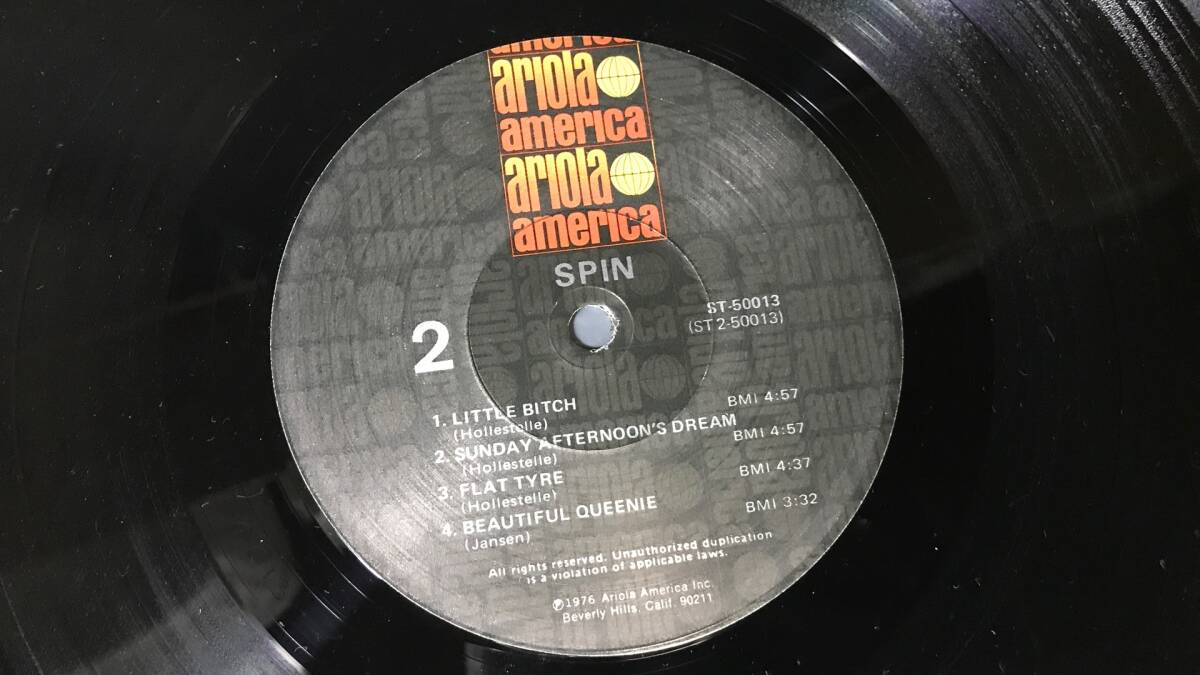 america
ariola
america
ariola
america
SPIN
ST-50013
(ST2-50013)
2
1. LITTLE BITCH BMI 4:57
(Hollestelle)
2. SUNDAY AFTERNOON'S DREAM BMI 4:57
(Hollestelle)
3. FLAT TYRE BMI 4:37
(Hollestelle)
4. BEAUTIFUL QUEENIE BMI 3:32
(Jansen)
All rights reserved. Unauthorized duplication
is a violation of applicable laws.
℗1976 Ariola America Inc.
Beverly Hills, Calif. 90211